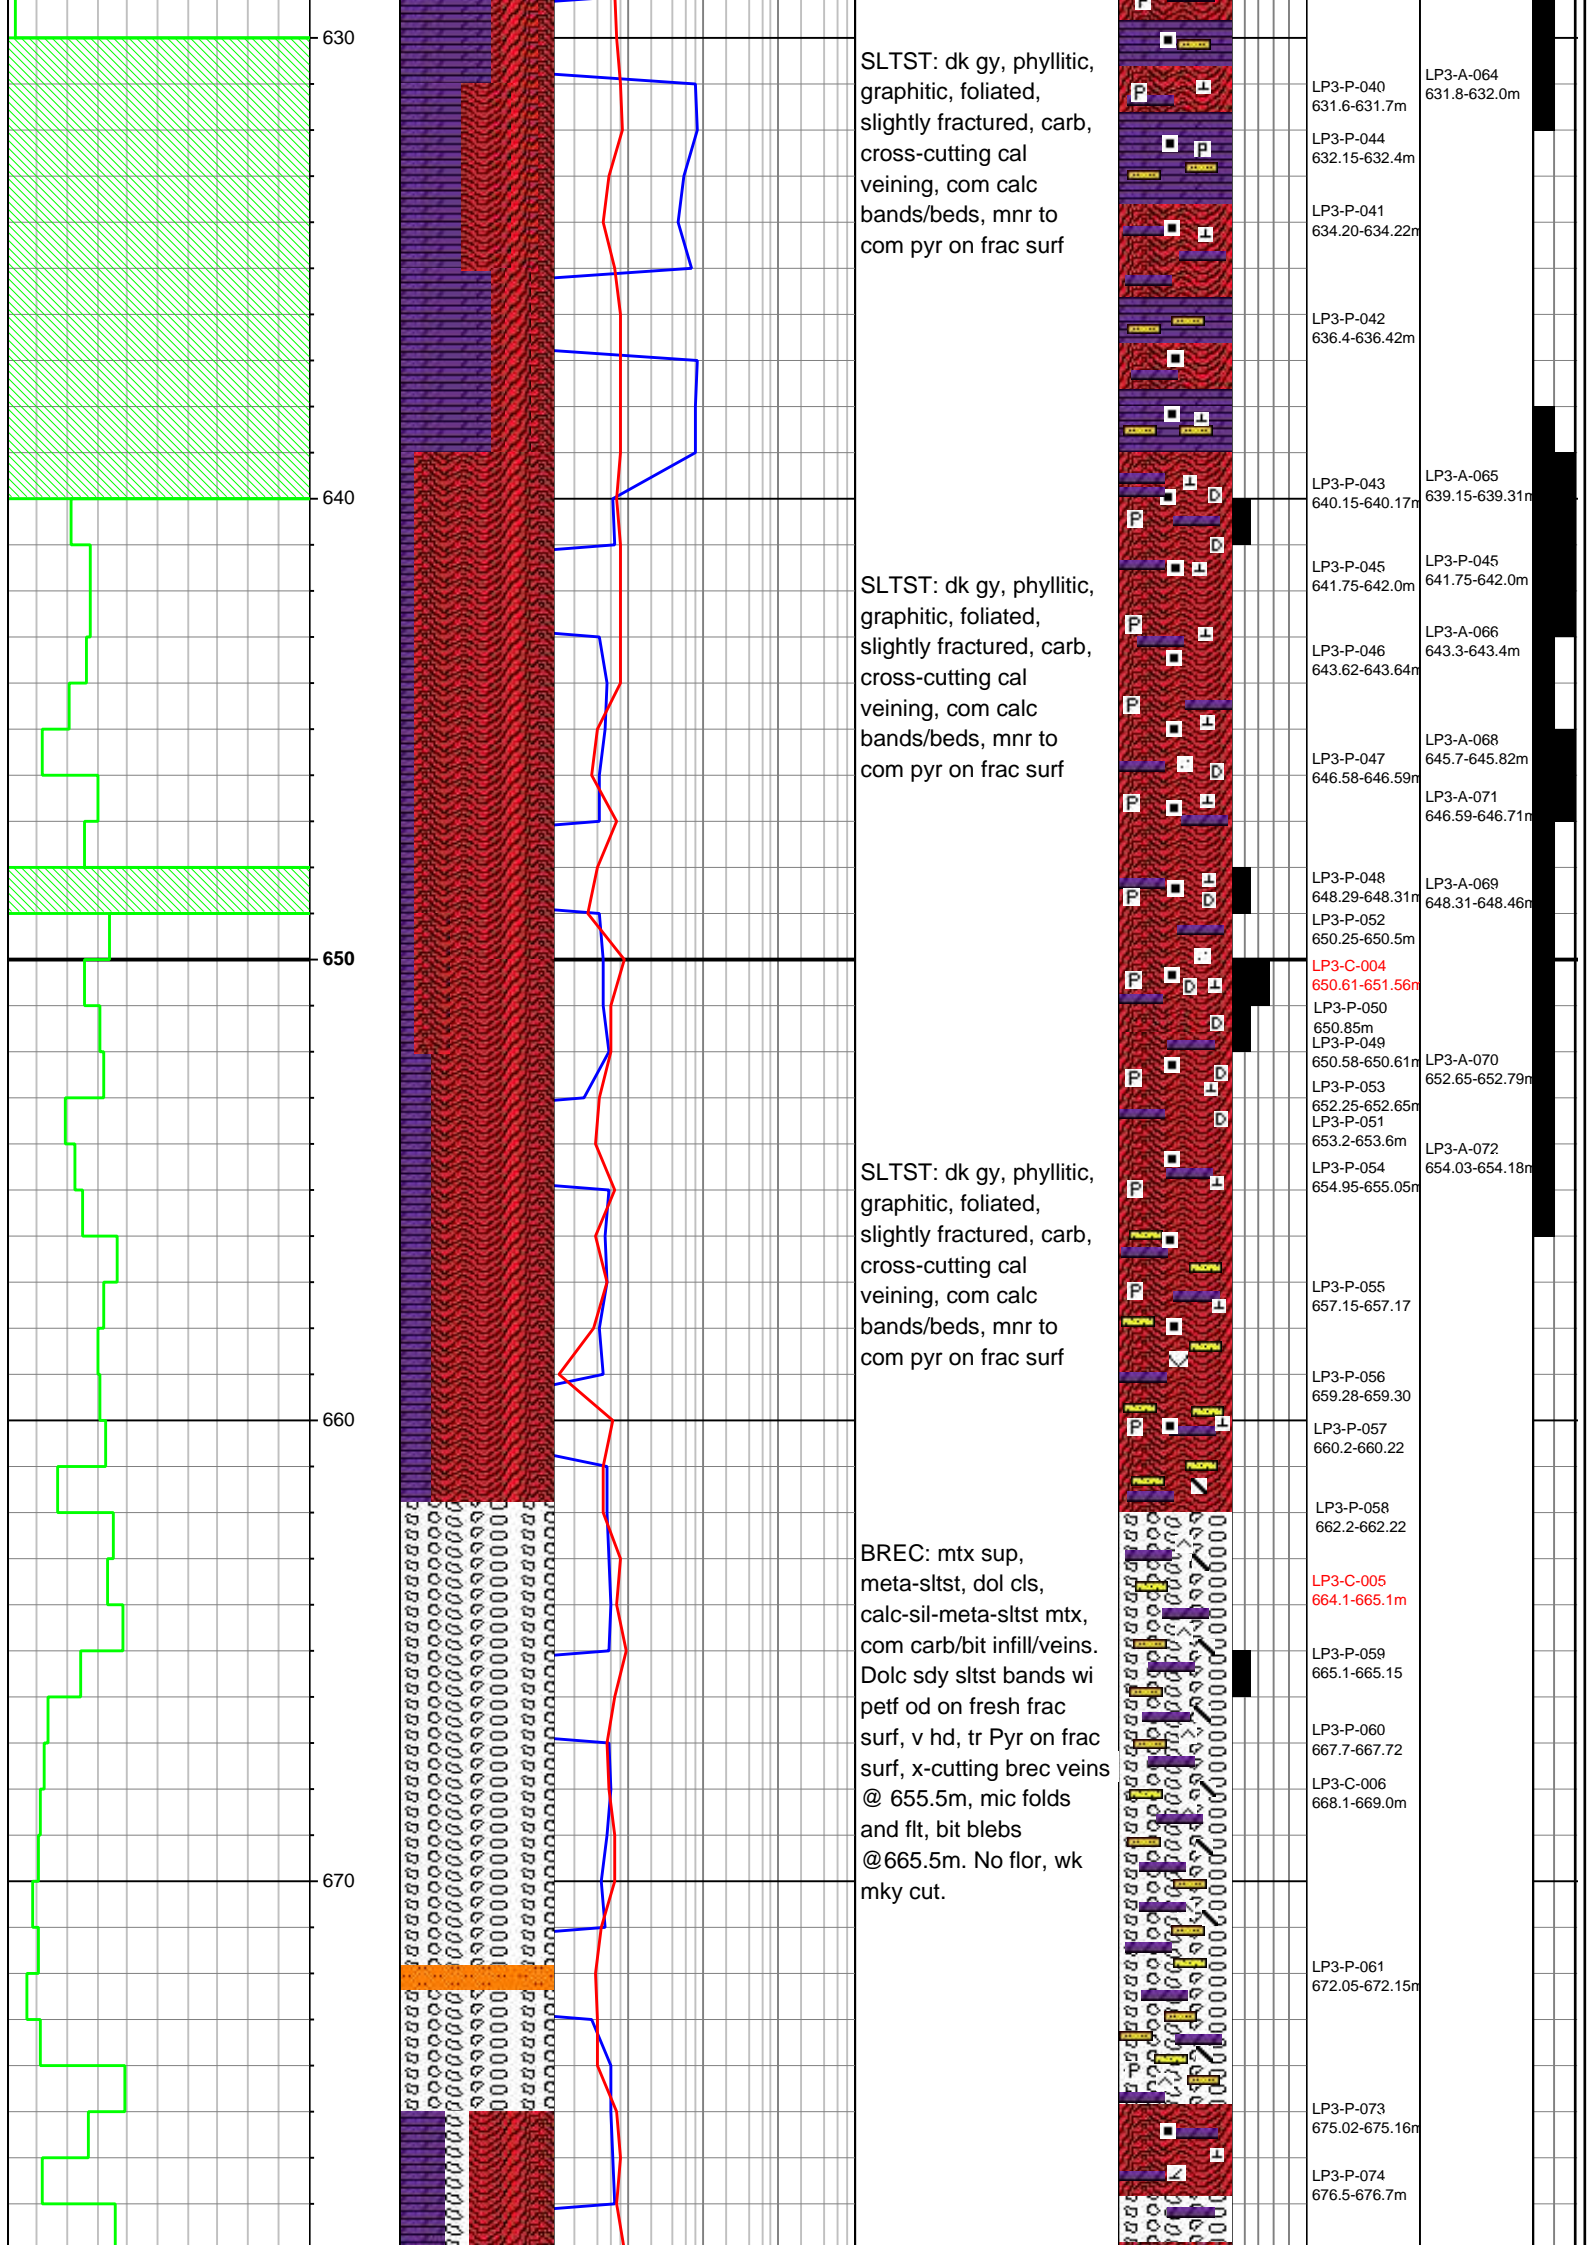 630
640
650
660
670
SLTST: dk gy, phyllitic,
graphitic, foliated,
slightly fractured, carb,
cross-cutting cal
veining, com calc
bands/beds, mnr to
com pyr on frac surf
SLTST: dk gy, phyllitic,
graphitic, foliated,
slightly fractured, carb,
cross-cutting cal
veining, com calc
bands/beds, mnr to
com pyr on frac surf
SLTST: dk gy, phyllitic,
graphitic, foliated,
slightly fractured, carb,
cross-cutting cal
veining, com calc
bands/beds, mnr to
com pyr on frac surf
BREC: mtx sup,
meta-sltst, dol cls,
calc-sil-meta-sltst mtx,
com carb/bit infill/veins.
Dolc sdy sltst bands wi
petf od on fresh frac
surf, v hd, tr Pyr on frac
surf, x-cutting brec veins
@ 655.5m, mic folds
and flt, bit blebs
@665.5m. No flor, wk
mky cut.
P
P
P
P
D
P
D
P
P
D
P
P
D
P
D
D
P
D
D
P
P
P
P
LP3-P-040
631.6-631.7m
LP3-P-044
632.15-632.4m
LP3-P-041
634.20-634.22m
LP3-P-042
636.4-636.42m
LP3-P-043
640.15-640.17m
LP3-P-045
641.75-642.0m
LP3-P-046
643.62-643.64m
LP3-P-047
646.58-646.59m
LP3-P-048
648.29-648.31m
LP3-P-052
650.25-650.5m
LP3-C-004
650.61-651.56m
LP3-P-050
650.85m
LP3-P-049
650.58-650.61m
LP3-P-053
652.25-652.65m
LP3-P-051
653.2-653.6m
LP3-P-054
654.95-655.05m
LP3-P-055
657.15-657.17
LP3-P-056
659.28-659.30
LP3-P-057
660.2-660.22
LP3-P-058
662.2-662.22
LP3-C-005
664.1-665.1m
LP3-P-059
665.1-665.15
LP3-P-060
667.7-667.72
LP3-C-006
668.1-669.0m
LP3-P-061
672.05-672.15m
LP3-P-073
675.02-675.16m
LP3-P-074
676.5-676.7m
LP3-A-064
631.8-632.0m
LP3-A-065
639.15-639.31m
LP3-P-045
641.75-642.0m
LP3-A-066
643.3-643.4m
LP3-A-068
645.7-645.82m
LP3-A-071
646.59-646.71m
LP3-A-069
648.31-648.46m
LP3-A-070
652.65-652.79m
LP3-A-072
654.03-654.18m